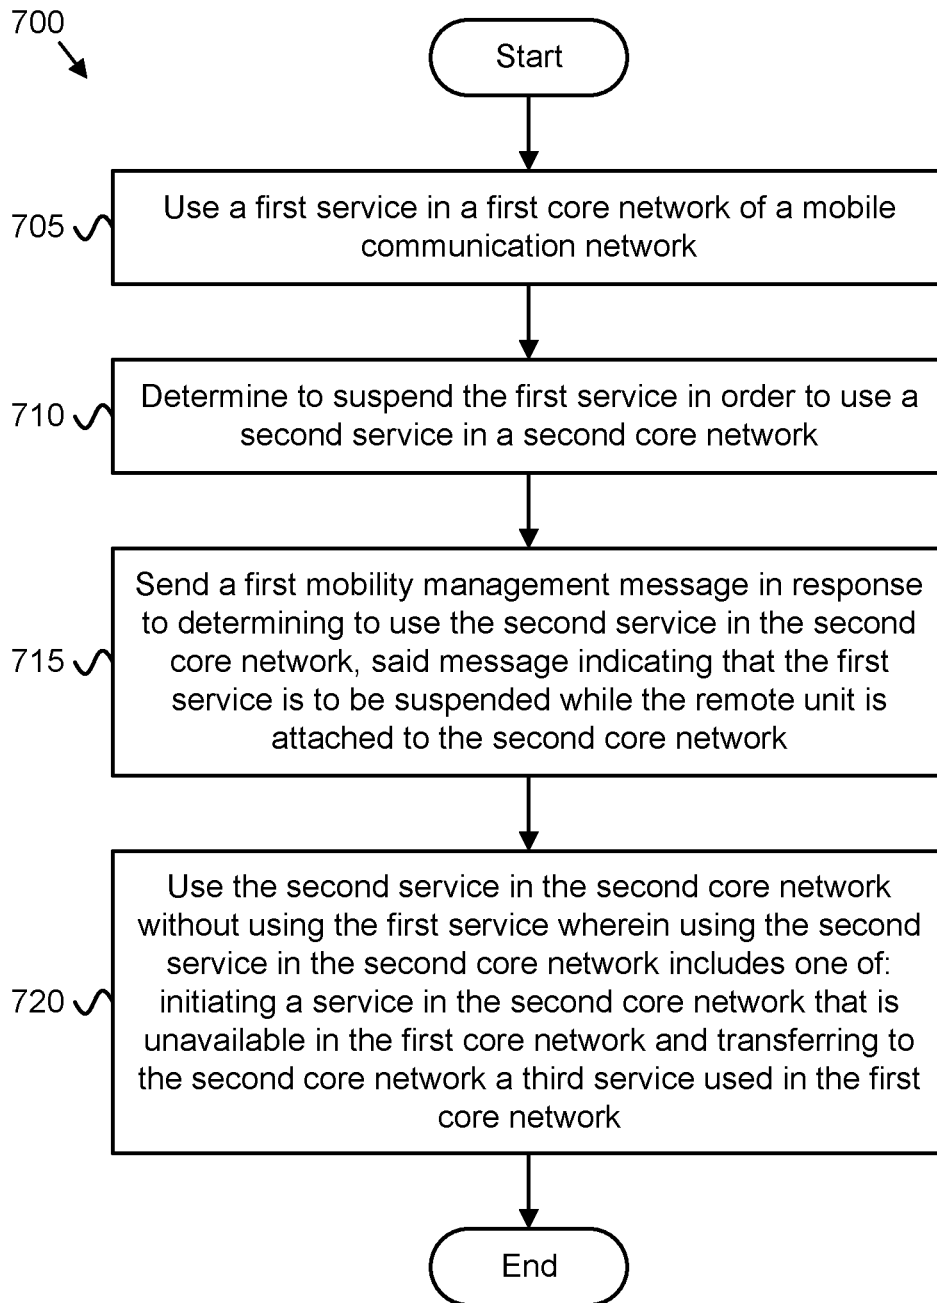 700
Start
705
Use a first service in a first core network of a mobile
communication network
710
Determine to suspend the first service in order to use a
second service in a second core network
715
Send a first mobility management message in response
to determining to use the second service in the second
core network, said message indicating that the first
service is to be suspended while the remote unit is
attached to the second core network
720
Use the second service in the second core network
without using the first service wherein using the second
service in the second core network includes one of:
initiating a service in the second core network that is
unavailable in the first core network and transferring to
the second core network a third service used in the first
core network
End